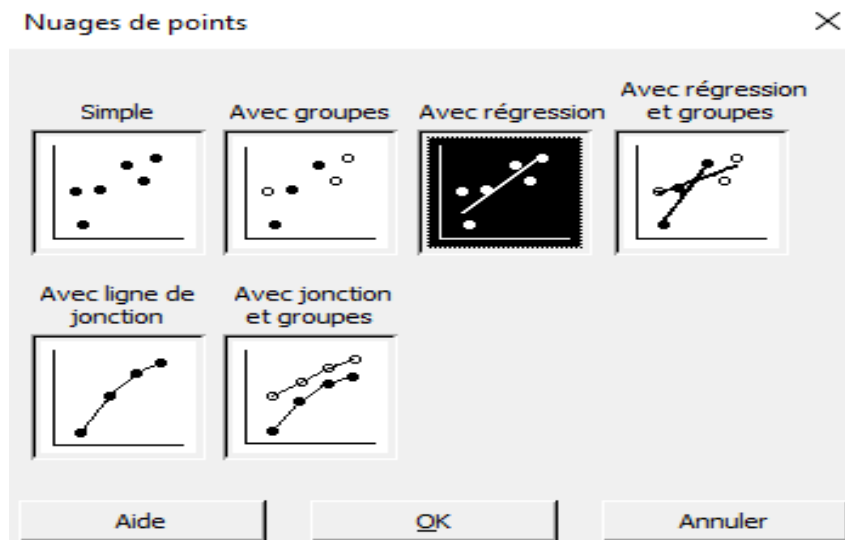 Nuages de points
Simple
Avec groupes
Avec régression
Avec régression
et groupes
Avec ligne de
jonction
Avec jonction
et groupes
Aide
OK
Annuler